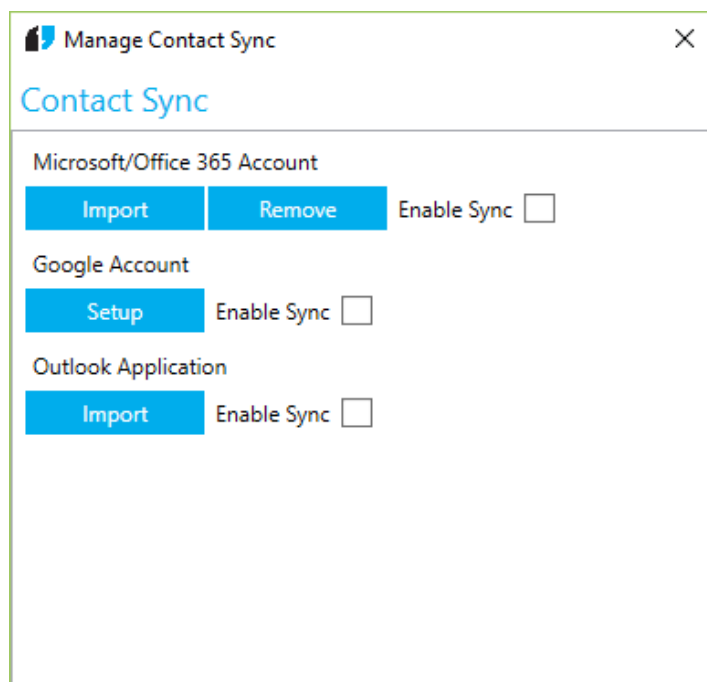 Manage Contact Sync
Contact Sync
Microsoft/Office 365 Account
Import Remove Enable Sync
Google Account
Setup Enable Sync
Outlook Application
Import Enable Sync